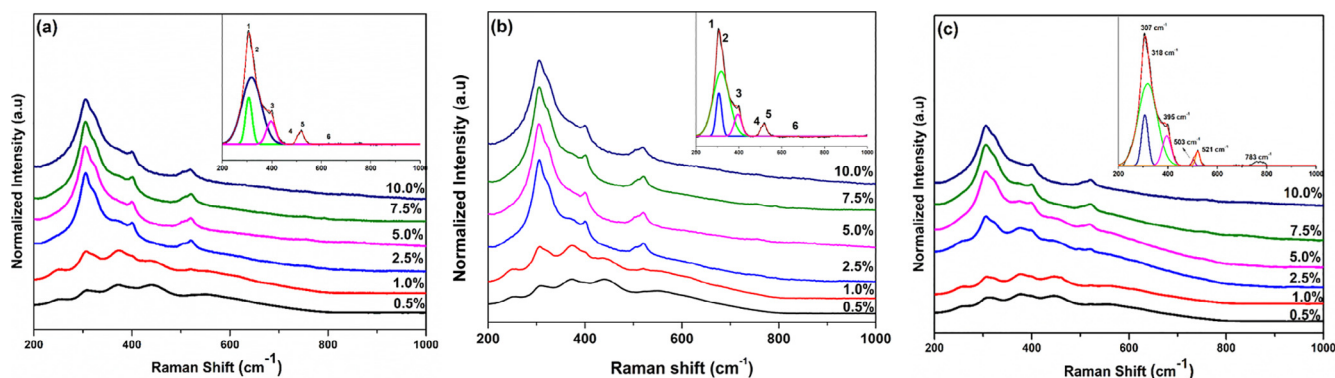 (a)
1
2
3
4
5
6
200 400 600 800 1000
10.0%
7.5%
5.0%
2.5%
1.0%
0.5%
Normalized Intensity (a.u)
200 400 600 800 1000
Raman Shift (cm-1)
(b)
1
2
3
4
5
6
200 400 600 800 1000
10.0%
7.5%
5.0%
2.5%
1.0%
0.5%
Normalized Intensity (a.u)
200 400 600 800 1000
Raman shift (cm-1)
(c)
307 cm-1
318 cm-1
395 cm-1
503 cm-1
521 cm-1
783 cm-1
200 400 600 800 1000
10.0%
7.5%
5.0%
2.5%
1.0%
0.5%
Normalized Intensity (a.u)
200 400 600 800 1000
Raman Shift (cm-1)